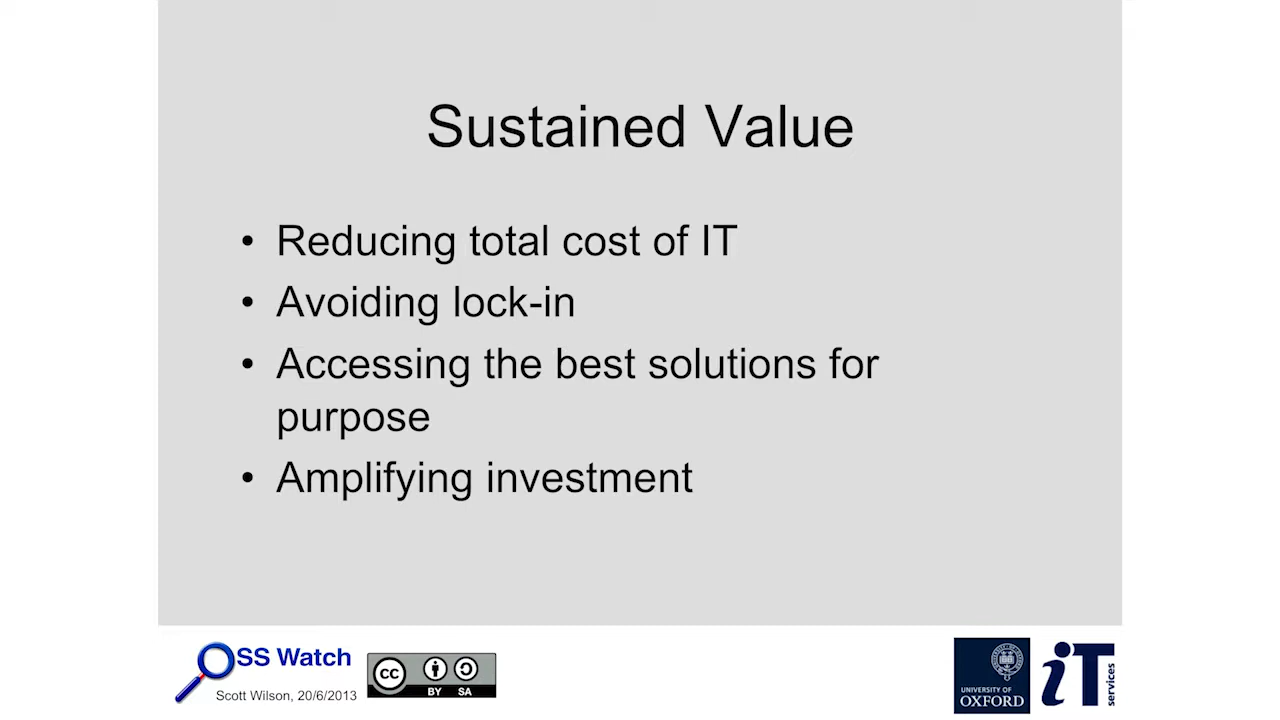 Sustained Value
• Reducing total cost of IT
• Avoiding lock-in
• Accessing the best solutions for
purpose
• Amplifying investment
OSS Watch
Scott Wilson, 20/6/2013
cc
BY SA
UNIVERSITY OF
OXFORD
iT
services